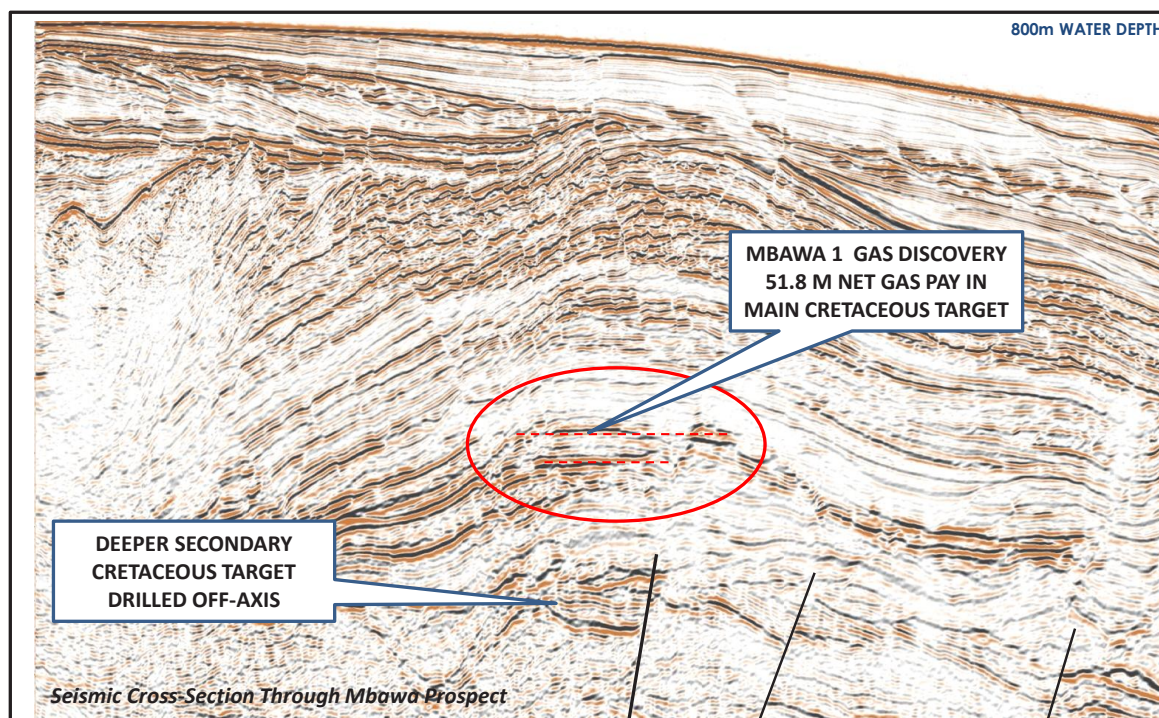 800m WATER DEPTH
MBAWA 1 GAS DISCOVERY
51.8 M NET GAS PAY IN
MAIN CRETACEOUS TARGET
DEEPER SECONDARY
CRETACEOUS TARGET
DRILLED OFF-AXIS
Seismic Cross-Section Through Mbawa Prospect